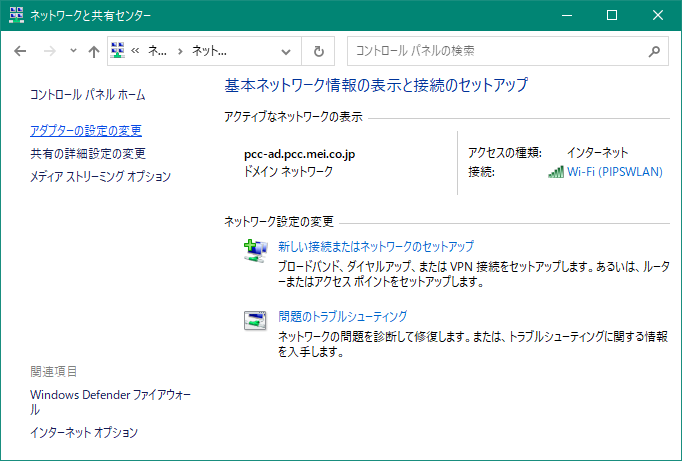 ネットワークと共有センター
« ネ... › ネット...
コントロール パネルの検索
コントロール パネル ホーム
アダプターの設定の変更
共有の詳細設定の変更
メディア ストリーミング オプション
基本ネットワーク情報の表示と接続のセットアップ
アクティブなネットワークの表示
pcc-ad.pcc.mei.co.jp
ドメイン ネットワーク
アクセスの種類: インターネット
接続: Wi-Fi (PIPSWLAN)
ネットワーク設定の変更
新しい接続またはネットワークのセットアップ
ブロードバンド、ダイヤルアップ、または VPN 接続をセットアップします。あるいは、ルータ
ーまたはアクセス ポイントをセットアップします。
問題のトラブルシューティング
ネットワークの問題を診断して修復します。または、トラブルシューティングに関する情報
を入手します。
関連項目
Windows Defender ファイアウォー
ル
インターネット オプション